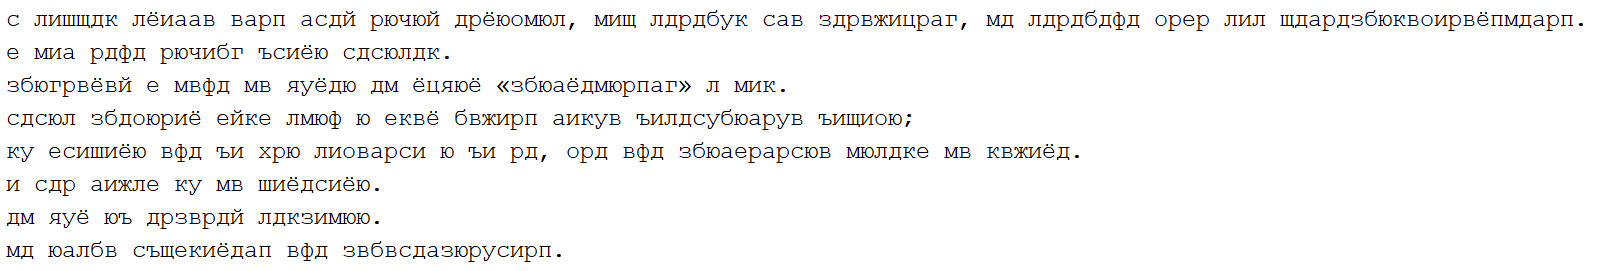 с лишщдк лёиаав варп асдй рючюй дрёюомюл, мищ лдрдбук сав здрвжицраг, мд лдрдбдфд орер лил щдардзбюквоирвёпмдарп.
е миа рдфд рючибг ъсиёю сдсюлдк.
збюгрвёвй е мвфд мв яуёдю дм ёцяюё «збюаёдмюрпаг» л мик.
сдсюл збдоюриё ейке лмюф ю еквё бвжирп аикув ъилдсубюарув ъищиою;
ку есишиёю вфд ъи хрю лиоварси ю ъи рд, орд вфд збюаерарсюв мюлдке мв квжиёд.
и сдр аижле ку мв шиёдсиёю.
дм яуё юъ дрзврдй лдкзимюю.
мд юалбв същекиёдап вфд звбвсдазюрусирп.